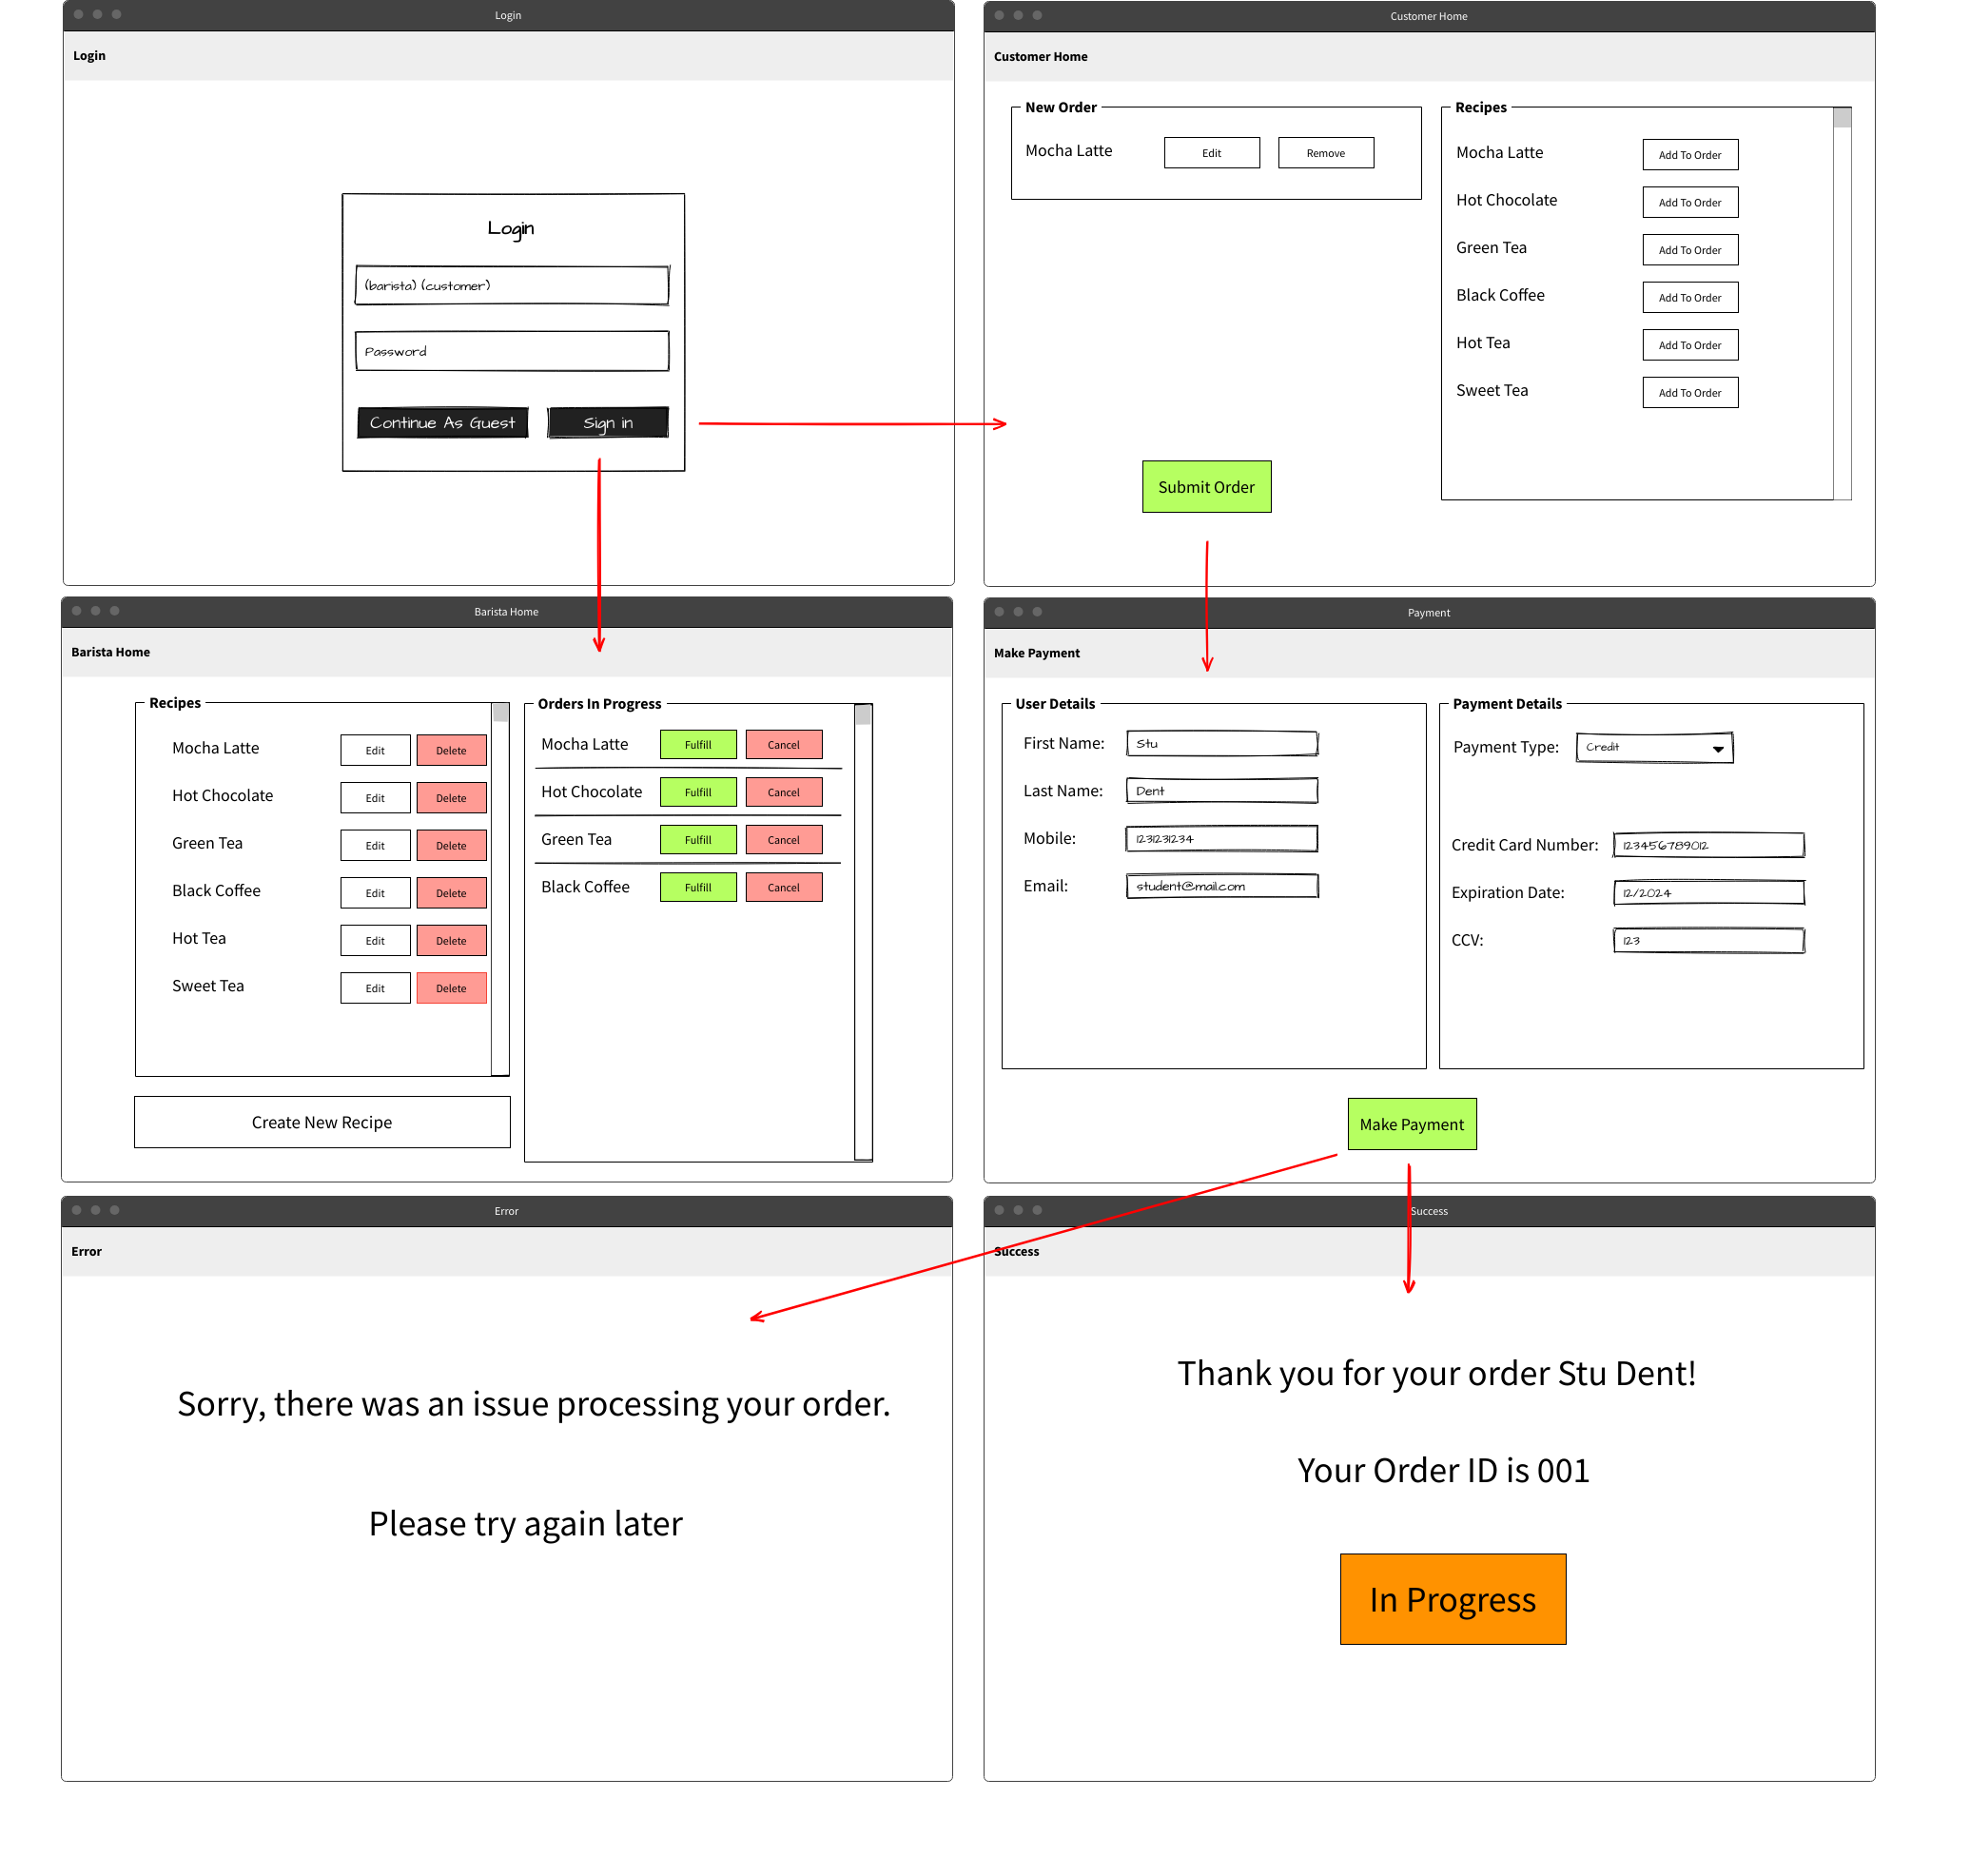 Login
Login
Login
(barista) (customer)
Password
Continue As Guest Sign in
Customer Home
Customer Home
New Order
Mocha Latte Edit Remove
Submit Order
Recipes
Mocha Latte Add To Order
Hot Chocolate Add To Order
Green Tea Add To Order
Black Coffee Add To Order
Hot Tea Add To Order
Sweet Tea Add To Order
Barista Home
Barista Home
Recipes
Mocha Latte Edit Delete
Hot Chocolate Edit Delete
Green Tea Edit Delete
Black Coffee Edit Delete
Hot Tea Edit Delete
Sweet Tea Edit Delete
Create New Recipe
Orders In Progress
Mocha Latte Fulfill Cancel
Hot Chocolate Fulfill Cancel
Green Tea Fulfill Cancel
Black Coffee Fulfill Cancel
Payment
Make Payment
User Details
First Name: Stu
Last Name: Dent
Mobile: 1231231234
Email: student@mail.com
Payment Details
Payment Type: Credit
Credit Card Number: 123456789012
Expiration Date: 12/2024
CCV: 123
Make Payment
Error
Error
Sorry, there was an issue processing your order.
Please try again later
Success
Success
Thank you for your order Stu Dent!
Your Order ID is 001
In Progress